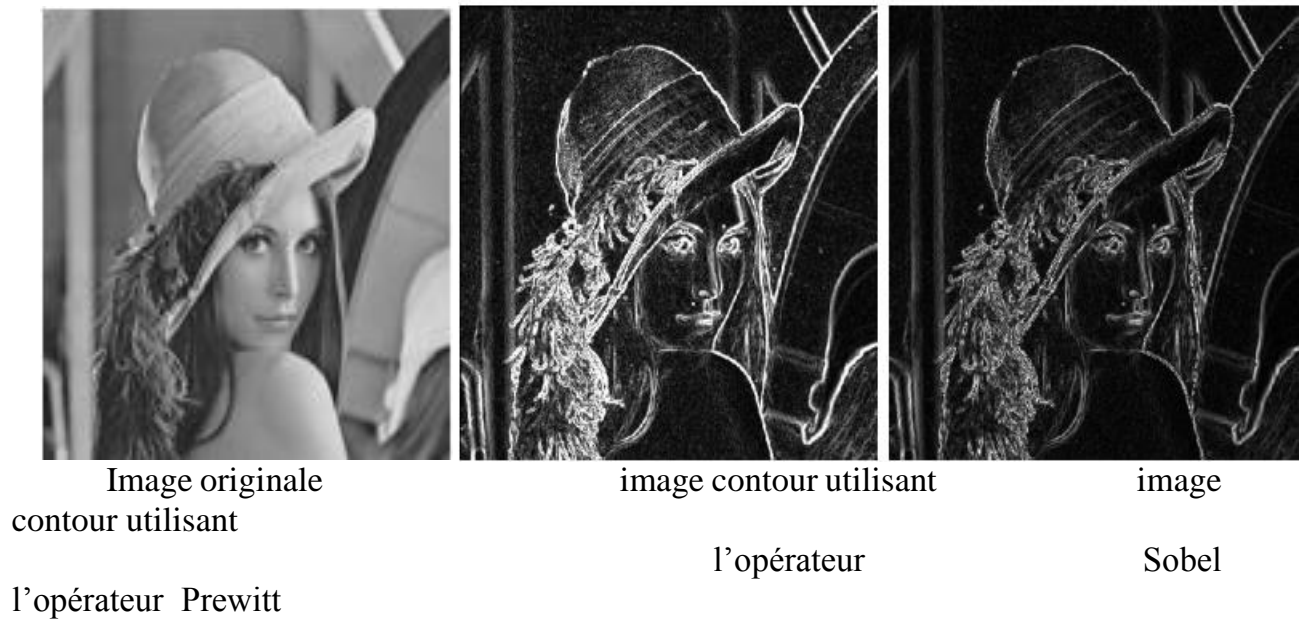 Image originale image contour utilisant image
contour utilisant
l’opérateur Sobel
l’opérateur Prewitt